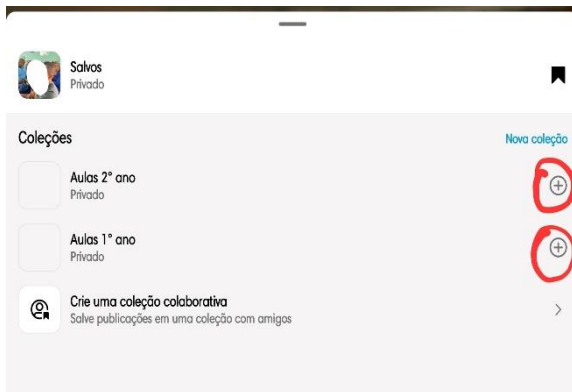 Salvos
Privado
Coleções
Nova coleção
Aulas 2° ano
Privado
Aulas 1° ano
Privado
Crie uma coleção colaborativa
Salve publicações em uma coleção com amigos